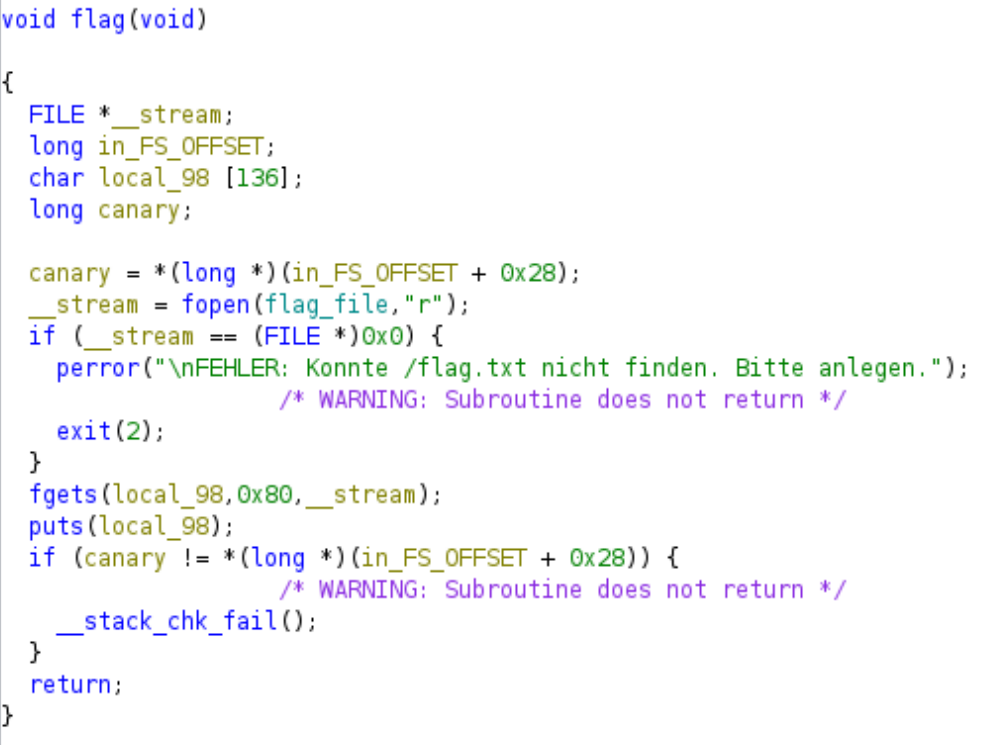 void flag(void)
{
FILE *__stream;
long in_FS_OFFSET;
char local_98 [136];
long canary;
canary = *(long *)(in_FS_OFFSET + 0x28);
__stream = fopen(flag_file,"r");
if (__stream == (FILE *)0x0) {
perror("\nFEHLER: Konnte /flag.txt nicht finden. Bitte anlegen.");
/* WARNING: Subroutine does not return */
exit(2);
}
fgets(local_98,0x80,__stream);
puts(local_98);
if (canary != *(long *)(in_FS_OFFSET + 0x28)) {
/* WARNING: Subroutine does not return */
__stack_chk_fail();
}
return;
}